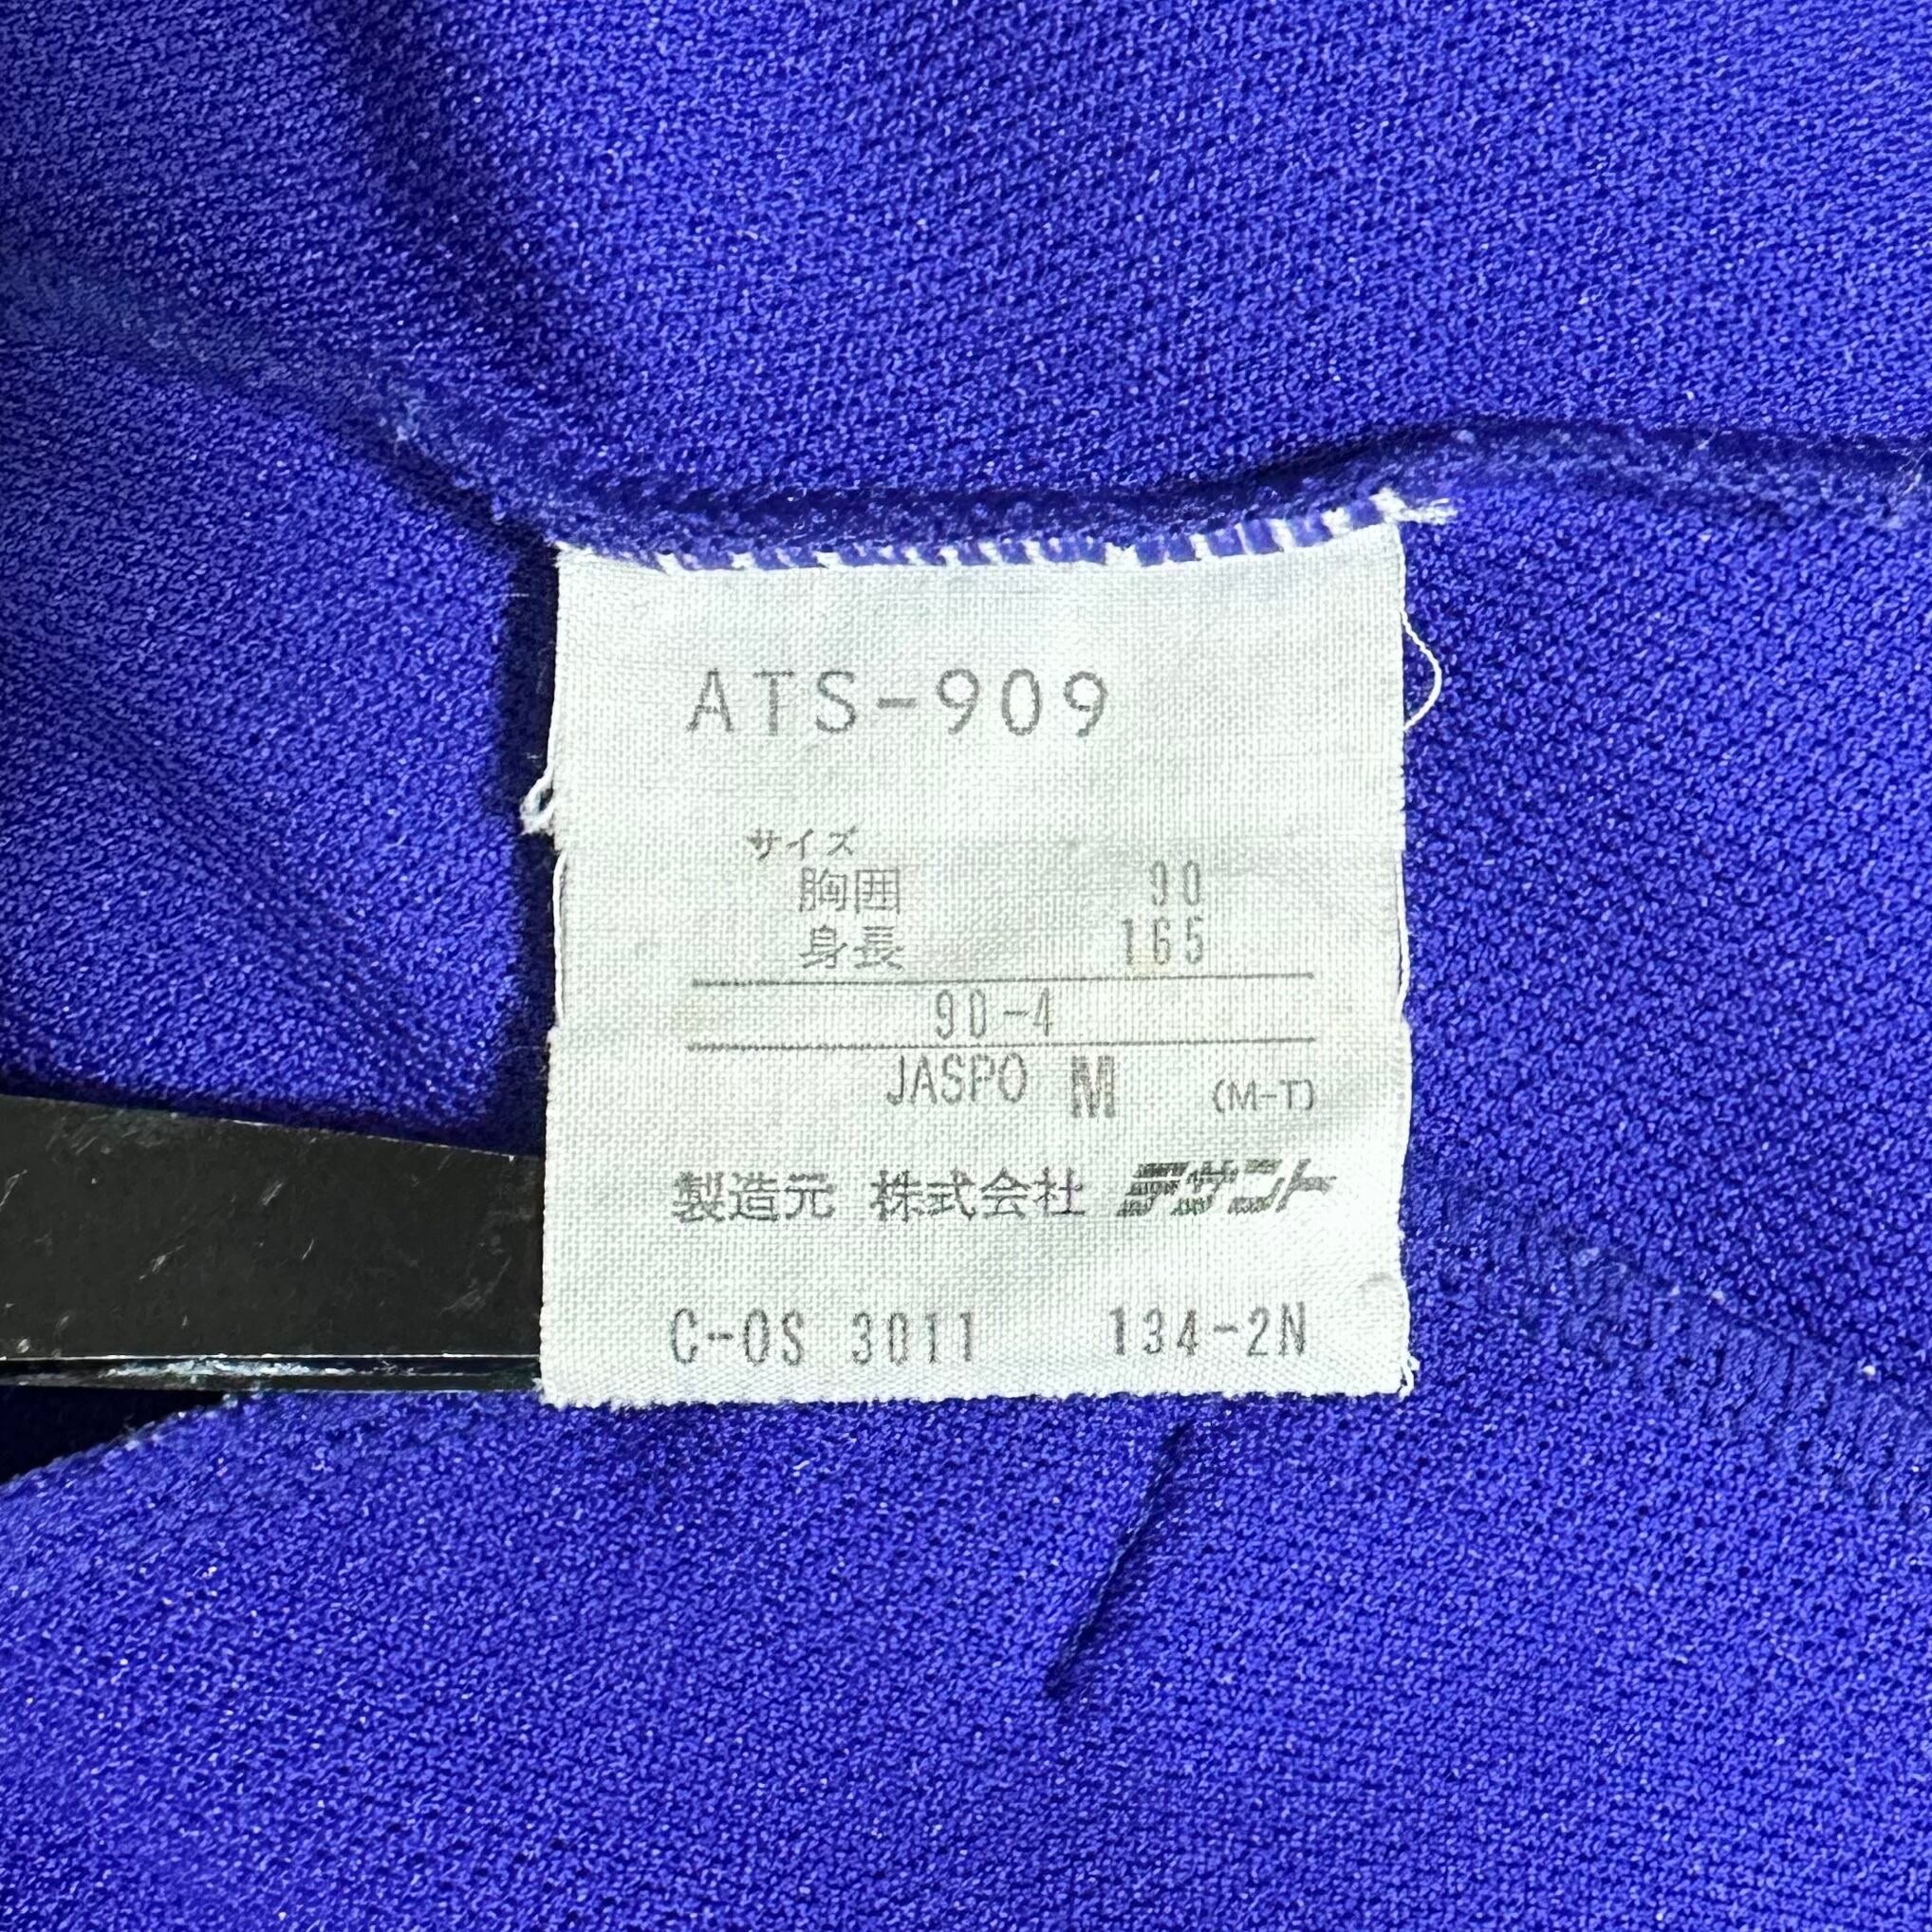 ATS-909
サイズ
胸囲 90
身長 165
90-4
JASPO M (M-T)
製造元 株式会社 デサント
C-OS 3011 134-2N